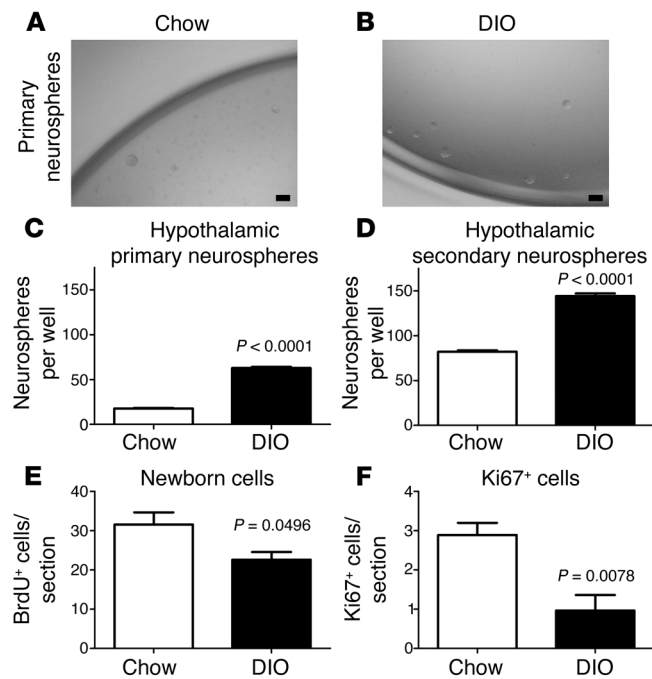 A
Chow
B
DIO
Primary
neurospheres
C
Hypothalamic
primary neurospheres
Neurospheres
per well
150
100
50
0
P < 0.0001
Chow
DIO
D
Hypothalamic
secondary neurospheres
Neurospheres
per well
150
100
50
0
P < 0.0001
Chow
DIO
E
Newborn cells
BrdU⁺ cells/
section
40
30
20
10
0
P = 0.0496
Chow
DIO
F
Ki67⁺ cells
Ki67⁺ cells/
section
4
3
2
1
0
P = 0.0078
Chow
DIO